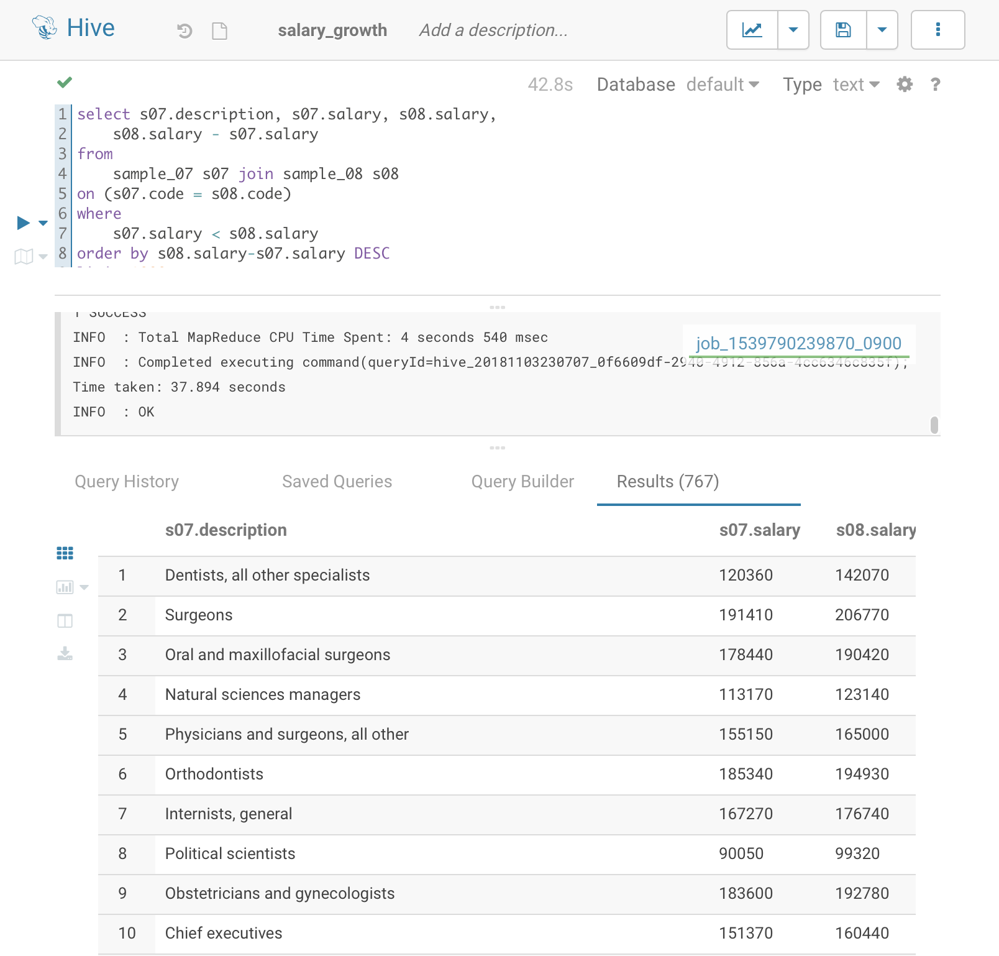 Hive salary_growth Add a description...
42.8s Database default Type text ?
1 select s07.description, s07.salary, s08.salary,
2 s08.salary - s07.salary
3 from
4 sample_07 s07 join sample_08 s08
5 on (s07.code = s08.code)
6 where
7 s07.salary < s08.salary
8 order by s08.salary-s07.salary DESC
1 SUCCESS
INFO : Total MapReduce CPU Time Spent: 4 seconds 540 msec
job_1539790239870_0900
INFO : Completed executing command(queryId=hive_20181103230707_0f6609df-2940-4912-856a-4cc6346c835f);
Time taken: 37.894 seconds
INFO : OK
Query History Saved Queries Query Builder Results (767)
s07.description s07.salary s08.salary
1 Dentists, all other specialists 120360 142070
2 Surgeons 191410 206770
3 Oral and maxillofacial surgeons 178440 190420
4 Natural sciences managers 113170 123140
5 Physicians and surgeons, all other 155150 165000
6 Orthodontists 185340 194930
7 Internists, general 167270 176740
8 Political scientists 90050 99320
9 Obstetricians and gynecologists 183600 192780
10 Chief executives 151370 160440